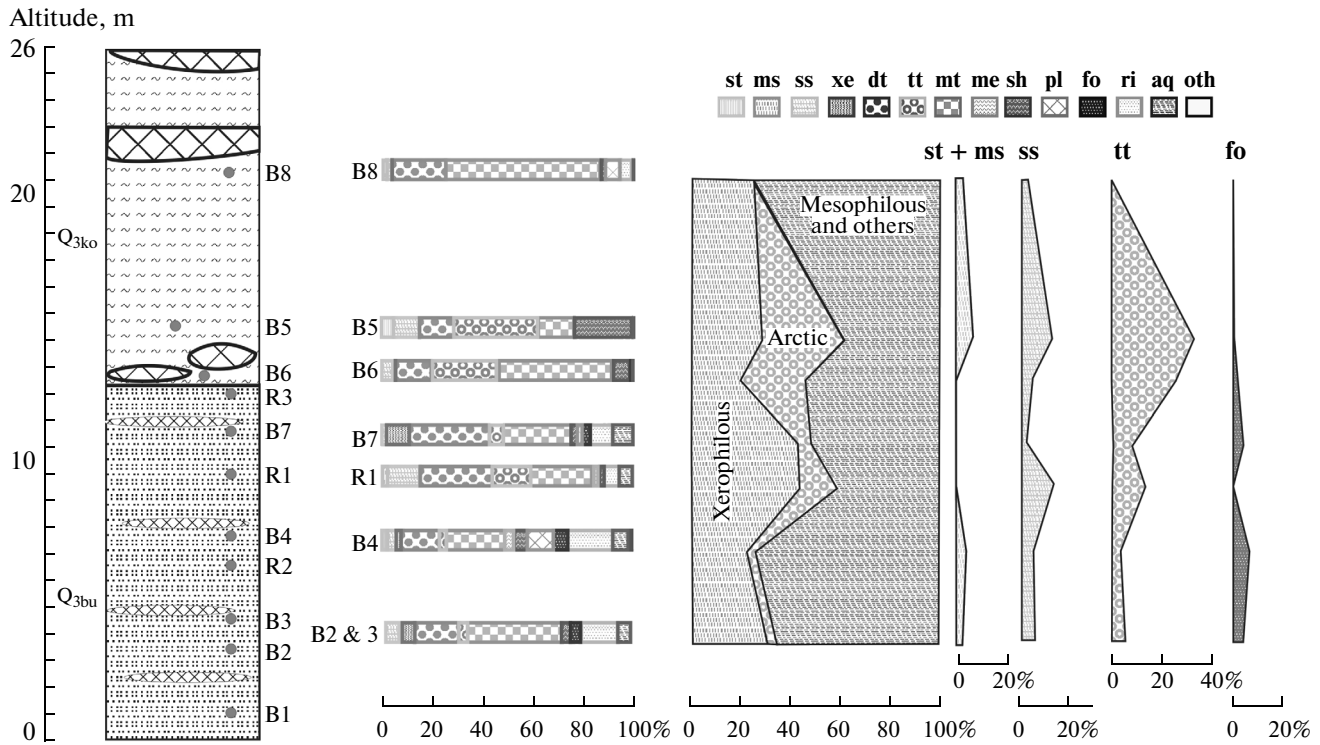 Altitude, m
26
20
10
0
Q3ko
Q3bu
B8
B5
B6
R3
B7
R1
B4
R2
B3
B2
B1
B8
B5
B6
B7
R1
B4
B2 & 3
0 20 40 60 80 100%
st ms ss xe dt tt mt me sh pl fo ri aq oth
st + ms ss tt fo
Mesophilous
and others
Arctic
Xerophilous
0 20 40 60 80 100%
0 20%
0 20%
0 20 40%
0 20%